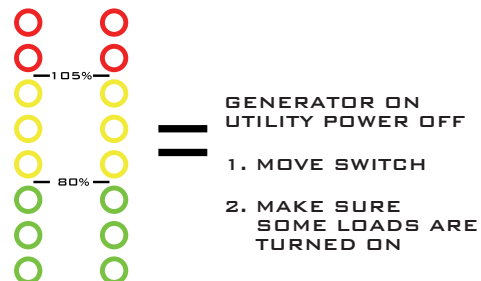 105%
80%
GENERATOR ON
UTILITY POWER OFF
1. MOVE SWITCH
2. MAKE SURE
SOME LOADS ARE
TURNED ON